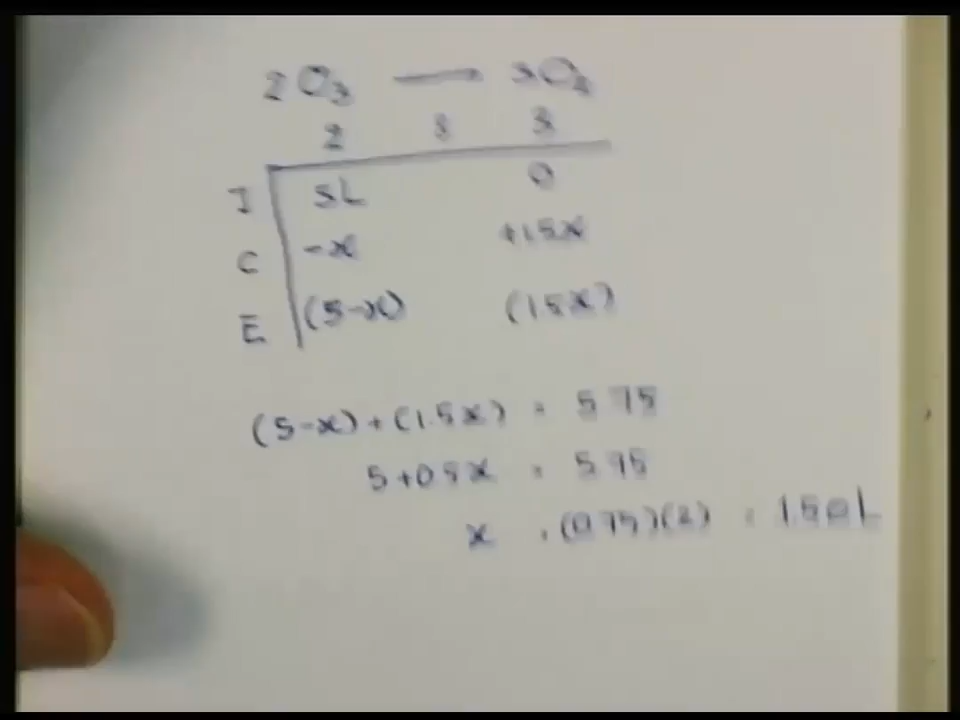 2O₃ — 3O₂
2 : 3
I 5L 0
C -x +1.5x
E (5-x) (1.5x)
(5-x)+(1.5x) = 5.75
5+0.5x = 5.75
x = (0.75)(2) = 1.50L